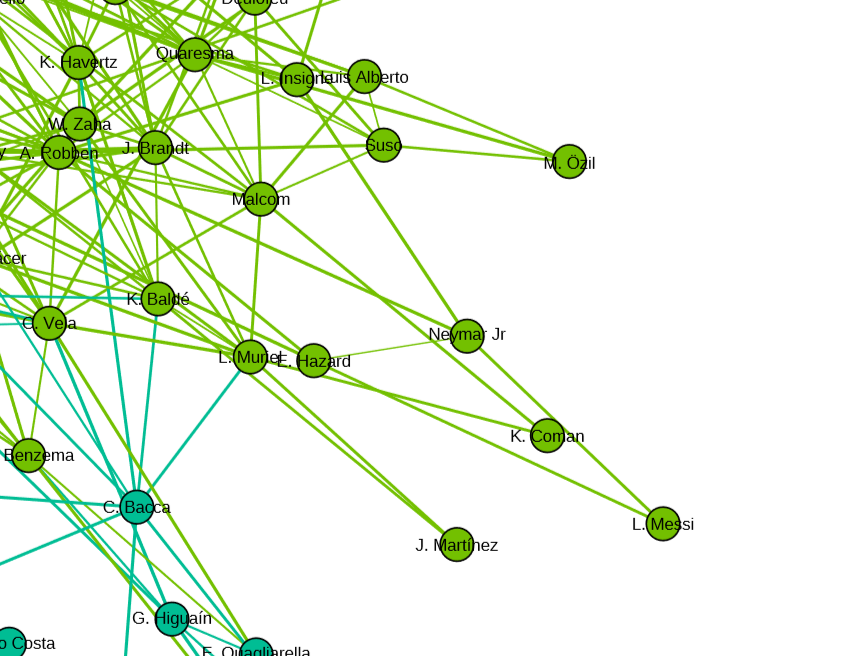 K. Havertz
Quaresma
L. Insigne
Luis Alberto
W. Zaha
A. Robben
J. Brandt
Suso
M. Özil
Malcom
K. Baldé
C. Vela
Neymar Jr
L. Muriel
E. Hazard
K. Coman
Benzema
C. Bacca
L. Messi
J. Martínez
G. Higuaín
o Costa
F. Quagliarella